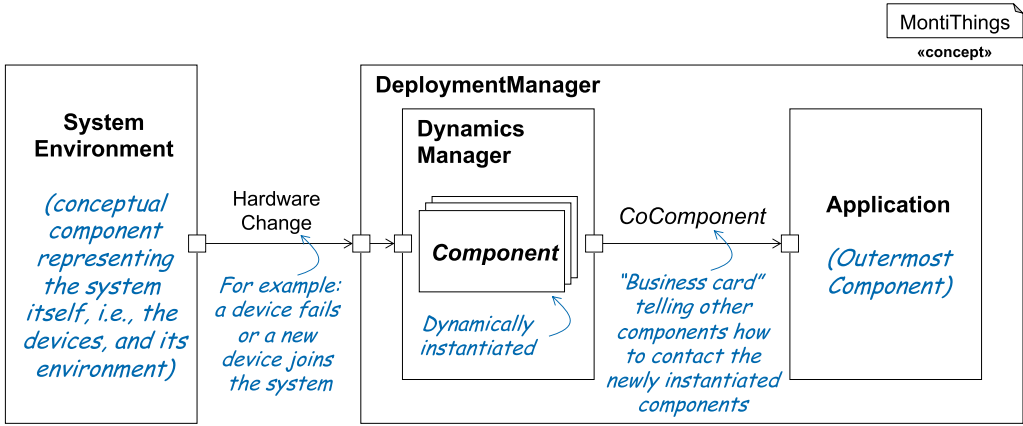 MontiThings
«concept»
System
Environment
(conceptual
component
representing
the system
itself, i.e., the
devices, and its
environment)
Hardware
Change
For example:
a device fails
or a new
device joins
the system
DeploymentManager
Dynamics
Manager
Component
Dynamically
instantiated
CoComponent
“Business card”
telling other
components how
to contact the
newly instantiated
components
Application
(Outermost
Component)